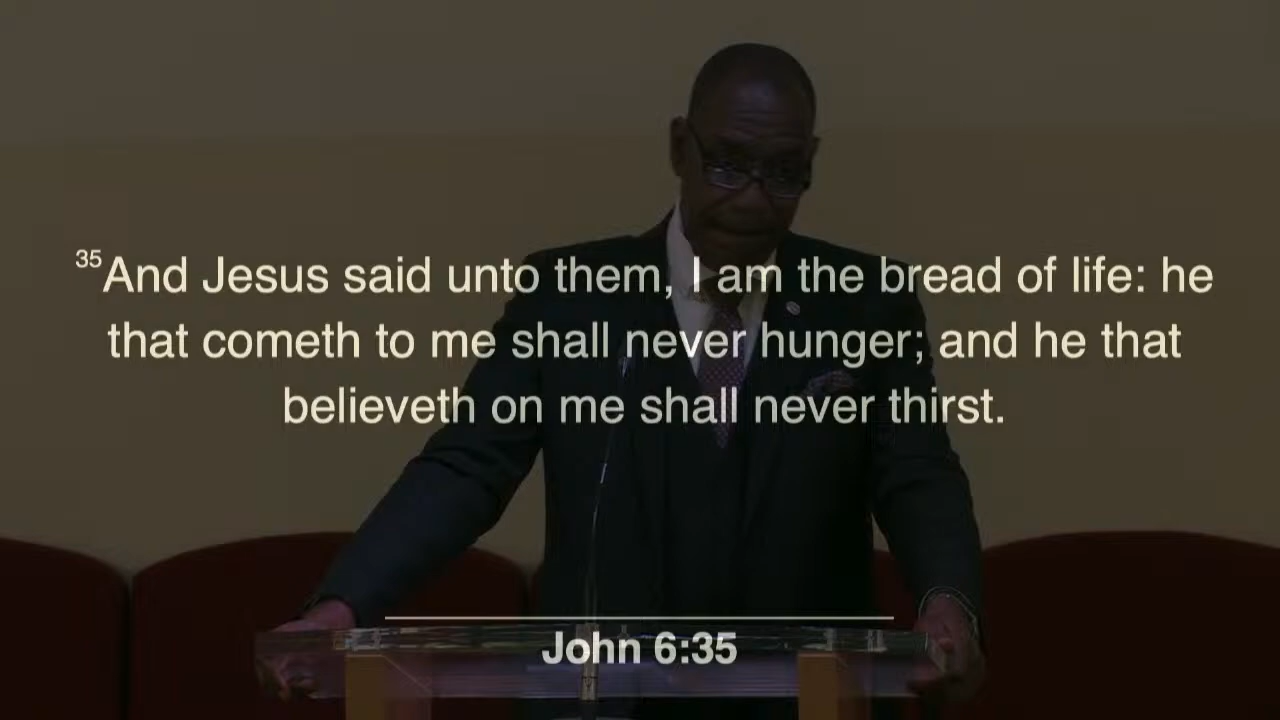 35And Jesus said unto them, I am the bread of life: he
that cometh to me shall never hunger; and he that
believeth on me shall never thirst.
John 6:35